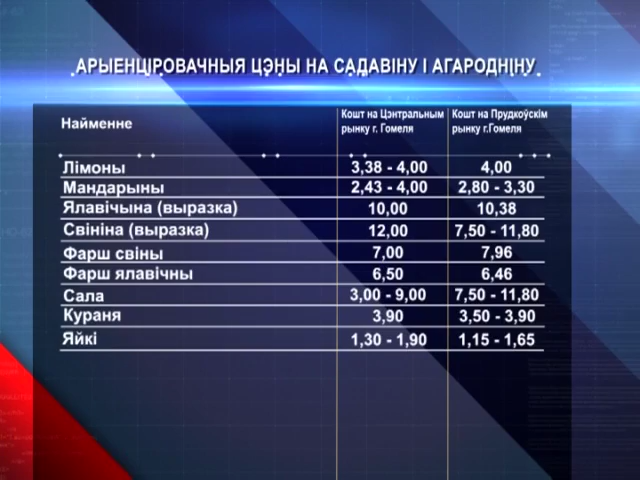 АРЫЕНЦІРОВАЧНЫЯ ЦЭНЫ НА САДАВІНУ І АГАРОДНІНУ
Найменне Кошт на Цэнтральным рынку г. Гомеля Кошт на Прудкоўскім рынку г.Гомеля
Лімоны 3,38 - 4,00 4,00
Мандарыны 2,43 - 4,00 2,80 - 3,30
Ялавічына (выразка) 10,00 10,38
Свініна (выразка) 12,00 7,50 - 11,80
Фарш свіны 7,00 7,96
Фарш ялавічны 6,50 6,46
Сала 3,00 - 9,00 7,50 - 11,80
Кураня 3,90 3,50 - 3,90
Яйкі 1,30 - 1,90 1,15 - 1,65